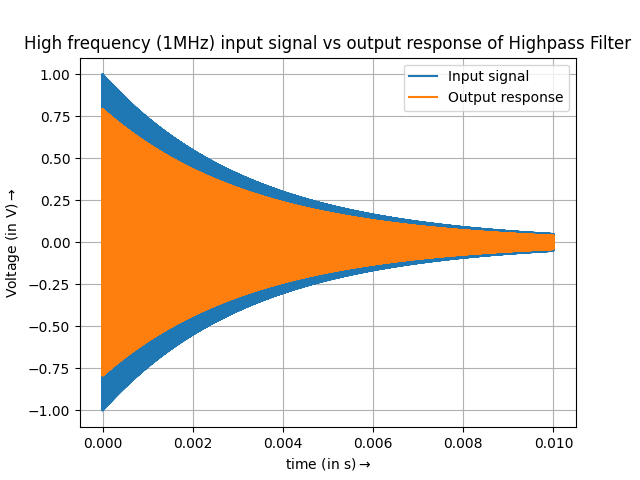 High frequency (1MHz) input signal vs output response of Highpass Filter
Input signal
Output response
Voltage (in V)→
1.00
0.75
0.50
0.25
0.00
−0.25
−0.50
−0.75
−1.00
0.000 0.002 0.004 0.006 0.008 0.010
time (in s)→